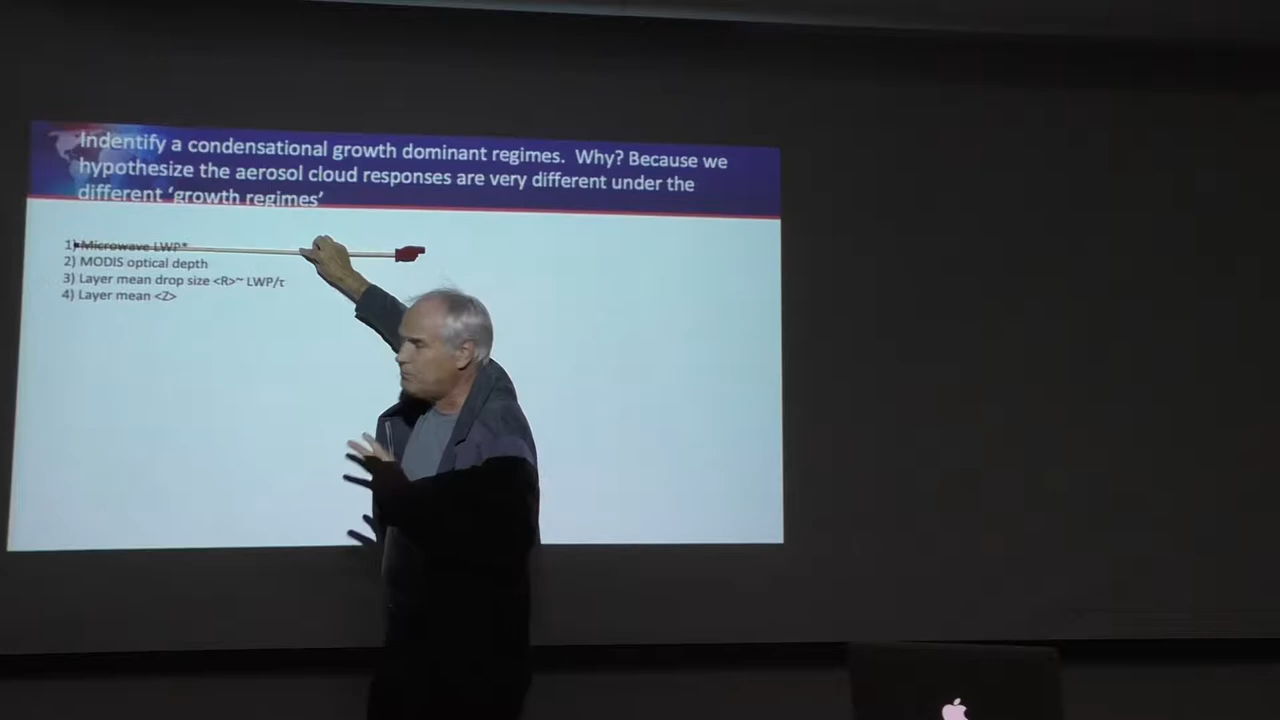 Indentify a condensational growth dominant regimes. Why? Because we
hypothesize the aerosol cloud responses are very different under the
different ‘growth regimes’
1) Microwave LWP*
2) MODIS optical depth
3) Layer mean drop size <R>~ LWP/τ
4) Layer mean <Z>